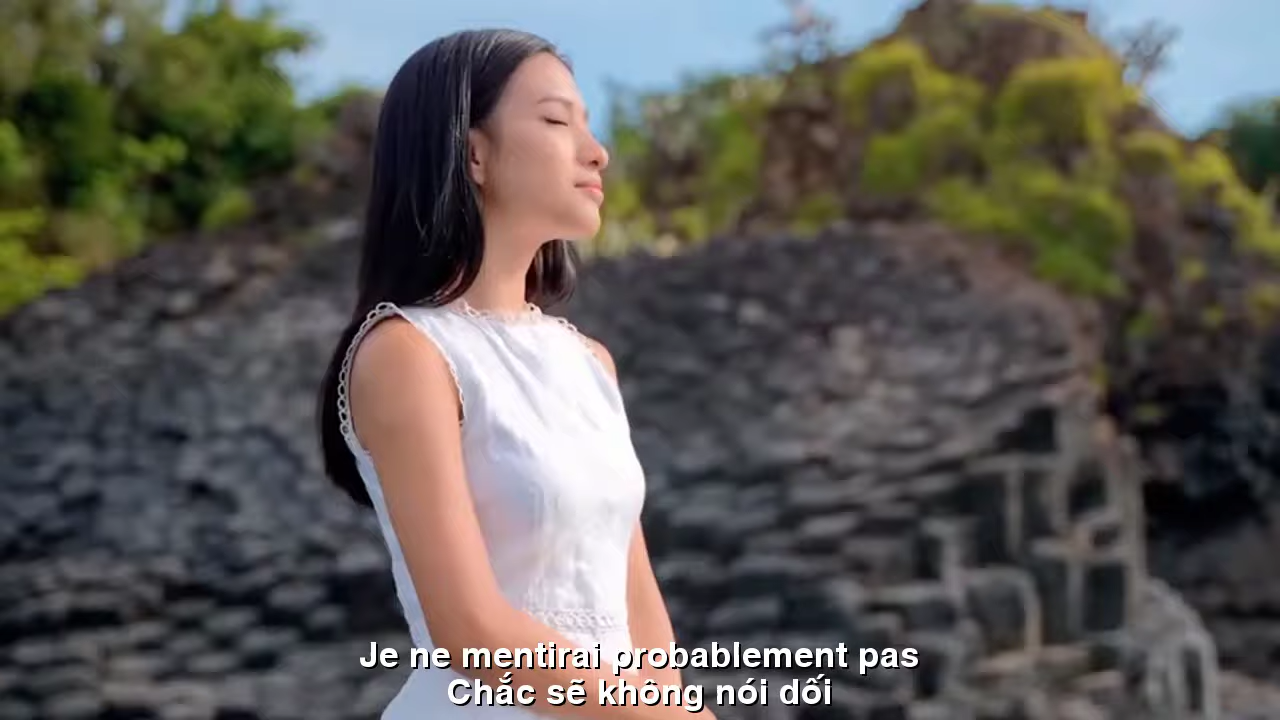 Je ne mentirai probablement pas
Chắc sẽ không nói dối